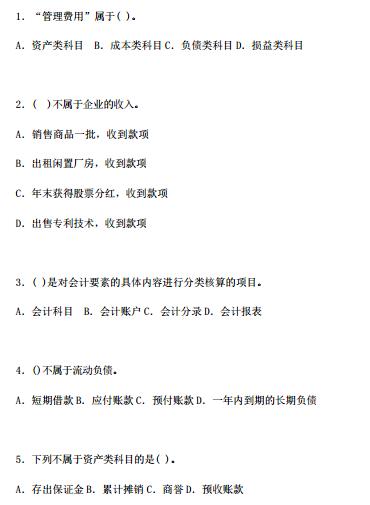 1. “管理费用”属于( )。
A. 资产类科目 B. 成本类科目 C. 负债类科目 D. 损益类科目
2. ( )不属于企业的收入。
A. 销售商品一批，收到款项
B. 出租闲置厂房，收到款项
C. 年末获得股票分红，收到款项
D. 出售专利技术，收到款项
3. ( )是对会计要素的具体内容进行分类核算的项目。
A. 会计科目 B. 会计账户 C. 会计分录 D. 会计报表
4. ()不属于流动负债。
A. 短期借款 B. 应付账款 C. 预付账款 D. 一年内到期的长期负债
5. 下列不属于资产类科目的是( )。
A. 存出保证金 B. 累计摊销 C. 商誉 D. 预收账款